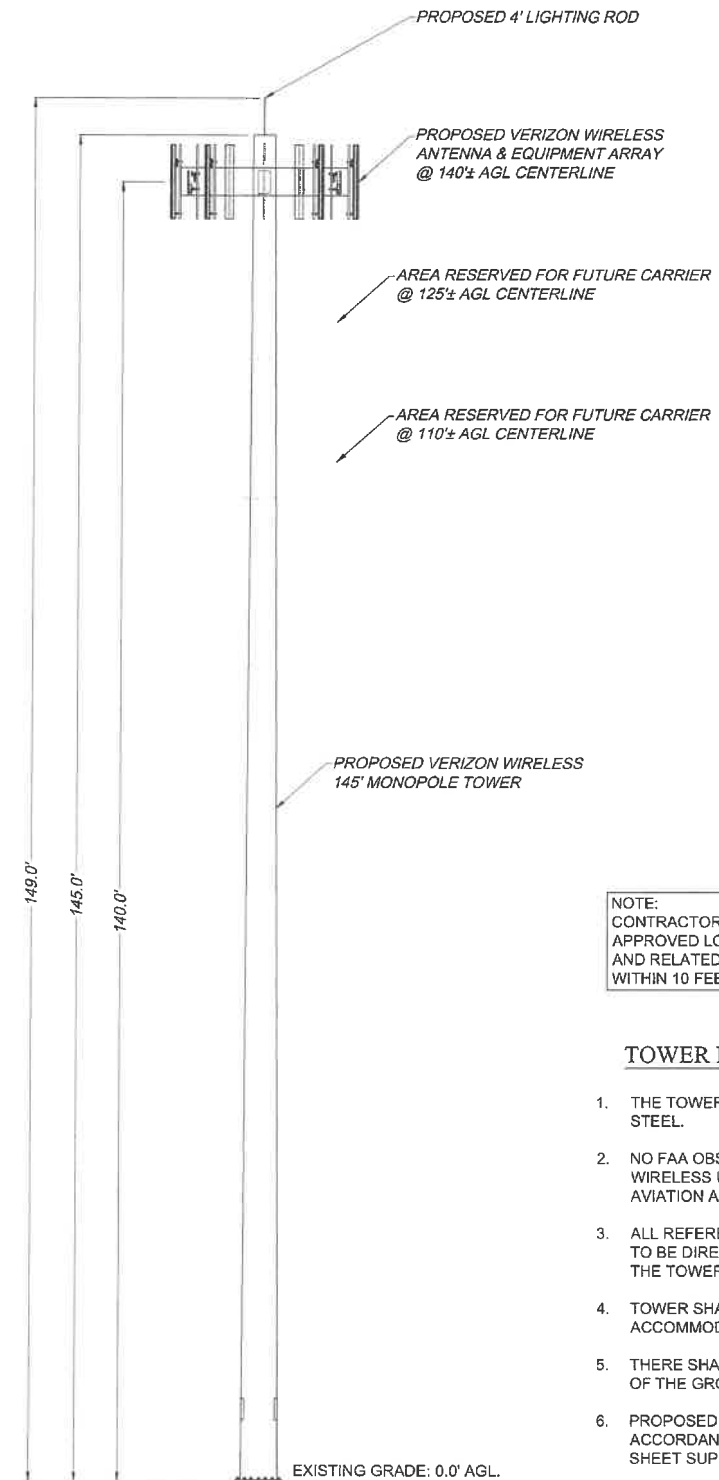 PROPOSED 4' LIGHTING ROD
PROPOSED VERIZON WIRELESS
ANTENNA & EQUIPMENT ARRAY
@ 140'± AGL CENTERLINE
AREA RESERVED FOR FUTURE CARRIER
@ 125'± AGL CENTERLINE
AREA RESERVED FOR FUTURE CARRIER
@ 110'± AGL CENTERLINE
PROPOSED VERIZON WIRELESS
145' MONOPOLE TOWER
149.0'
145.0'
140.0'
NOTE:
CONTRACTOR
APPROVED LO
AND RELATED
WITHIN 10 FEE
TOWER
1. THE TOWER
STEEL.
2. NO FAA OBS
WIRELESS
AVIATION A
3. ALL REFERE
TO BE DIRE
THE TOWER
4. TOWER SHA
ACCOMMOD
5. THERE SHA
OF THE GRO
6. PROPOSED
ACCORDAN
SHEET SUP
EXISTING GRADE: 0.0' AGL.